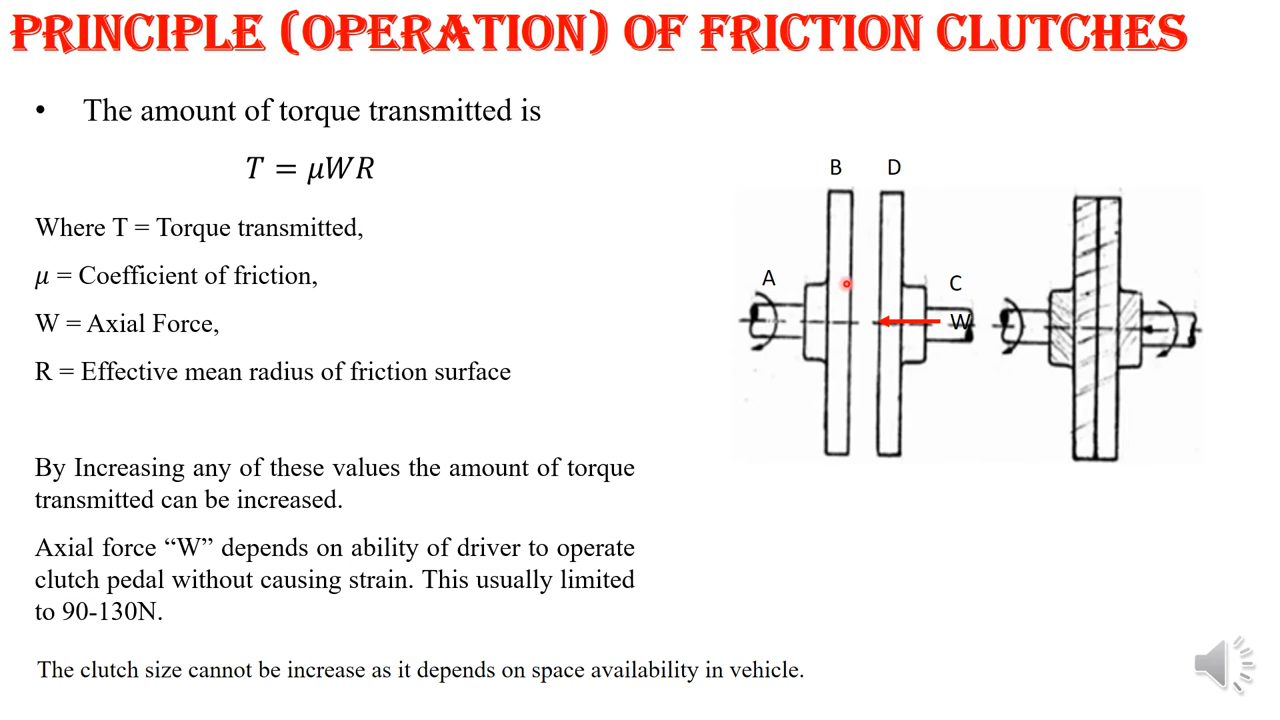 PRINCIPLE (OPERATION) OF FRICTION CLUTCHES
• The amount of torque transmitted is
T = μWR
Where T = Torque transmitted,
μ = Coefficient of friction,
W = Axial Force,
R = Effective mean radius of friction surface
By Increasing any of these values the amount of torque
transmitted can be increased.
Axial force “W” depends on ability of driver to operate
clutch pedal without causing strain. This usually limited
to 90-130N.
The clutch size cannot be increase as it depends on space availability in vehicle.
B D
A
C
W